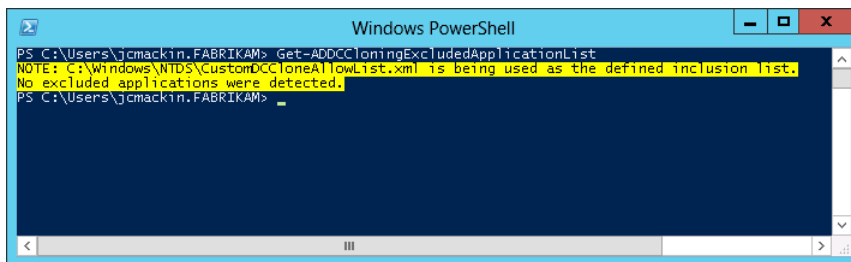 Windows PowerShell
PS C:\Users\jcmackin.FABRIKAM> Get-ADDCCloningExcludedApplicationList
NOTE: C:\Windows\NTDS\CustomDCCloneAllowList.xml is being used as the defined inclusion list.
No excluded applications were detected.
PS C:\Users\jcmackin.FABRIKAM> _